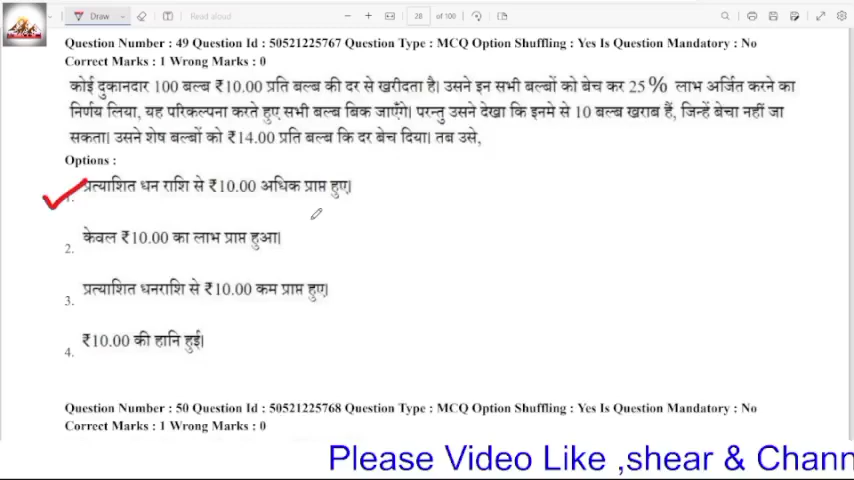 Draw
Read aloud
28 of 100
Question Number : 49 Question Id : 50521225767 Question Type : MCQ Option Shuffling : Yes Is Question Mandatory : No
Correct Marks : 1 Wrong Marks : 0
कोई दुकानदार 100 बल्ब ₹10.00 प्रति बल्ब की दर से खरीदता है। उसने इन सभी बल्बों को बेच कर 25% लाभ अर्जित करने का
निर्णय लिया, यह परिकल्पना करते हुए सभी बल्ब बिक जाएँगे। परन्तु उसने देखा कि इनमे से 10 बल्ब खराब हैं, जिन्हें बेचा नहीं जा
सकता। उसने शेष बल्बों को ₹14.00 प्रति बल्ब कि दर बेच दिया। तब उसे,
Options :
1. प्रत्याशित धन राशि से ₹10.00 अधिक प्राप्त हुए।
2. केवल ₹10.00 का लाभ प्राप्त हुआ।
3. प्रत्याशित धनराशि से ₹10.00 कम प्राप्त हुए।
4. ₹10.00 की हानि हुई।
Question Number : 50 Question Id : 50521225768 Question Type : MCQ Option Shuffling : Yes Is Question Mandatory : No
Correct Marks : 1 Wrong Marks : 0
Please Video Like ,shear & Chann